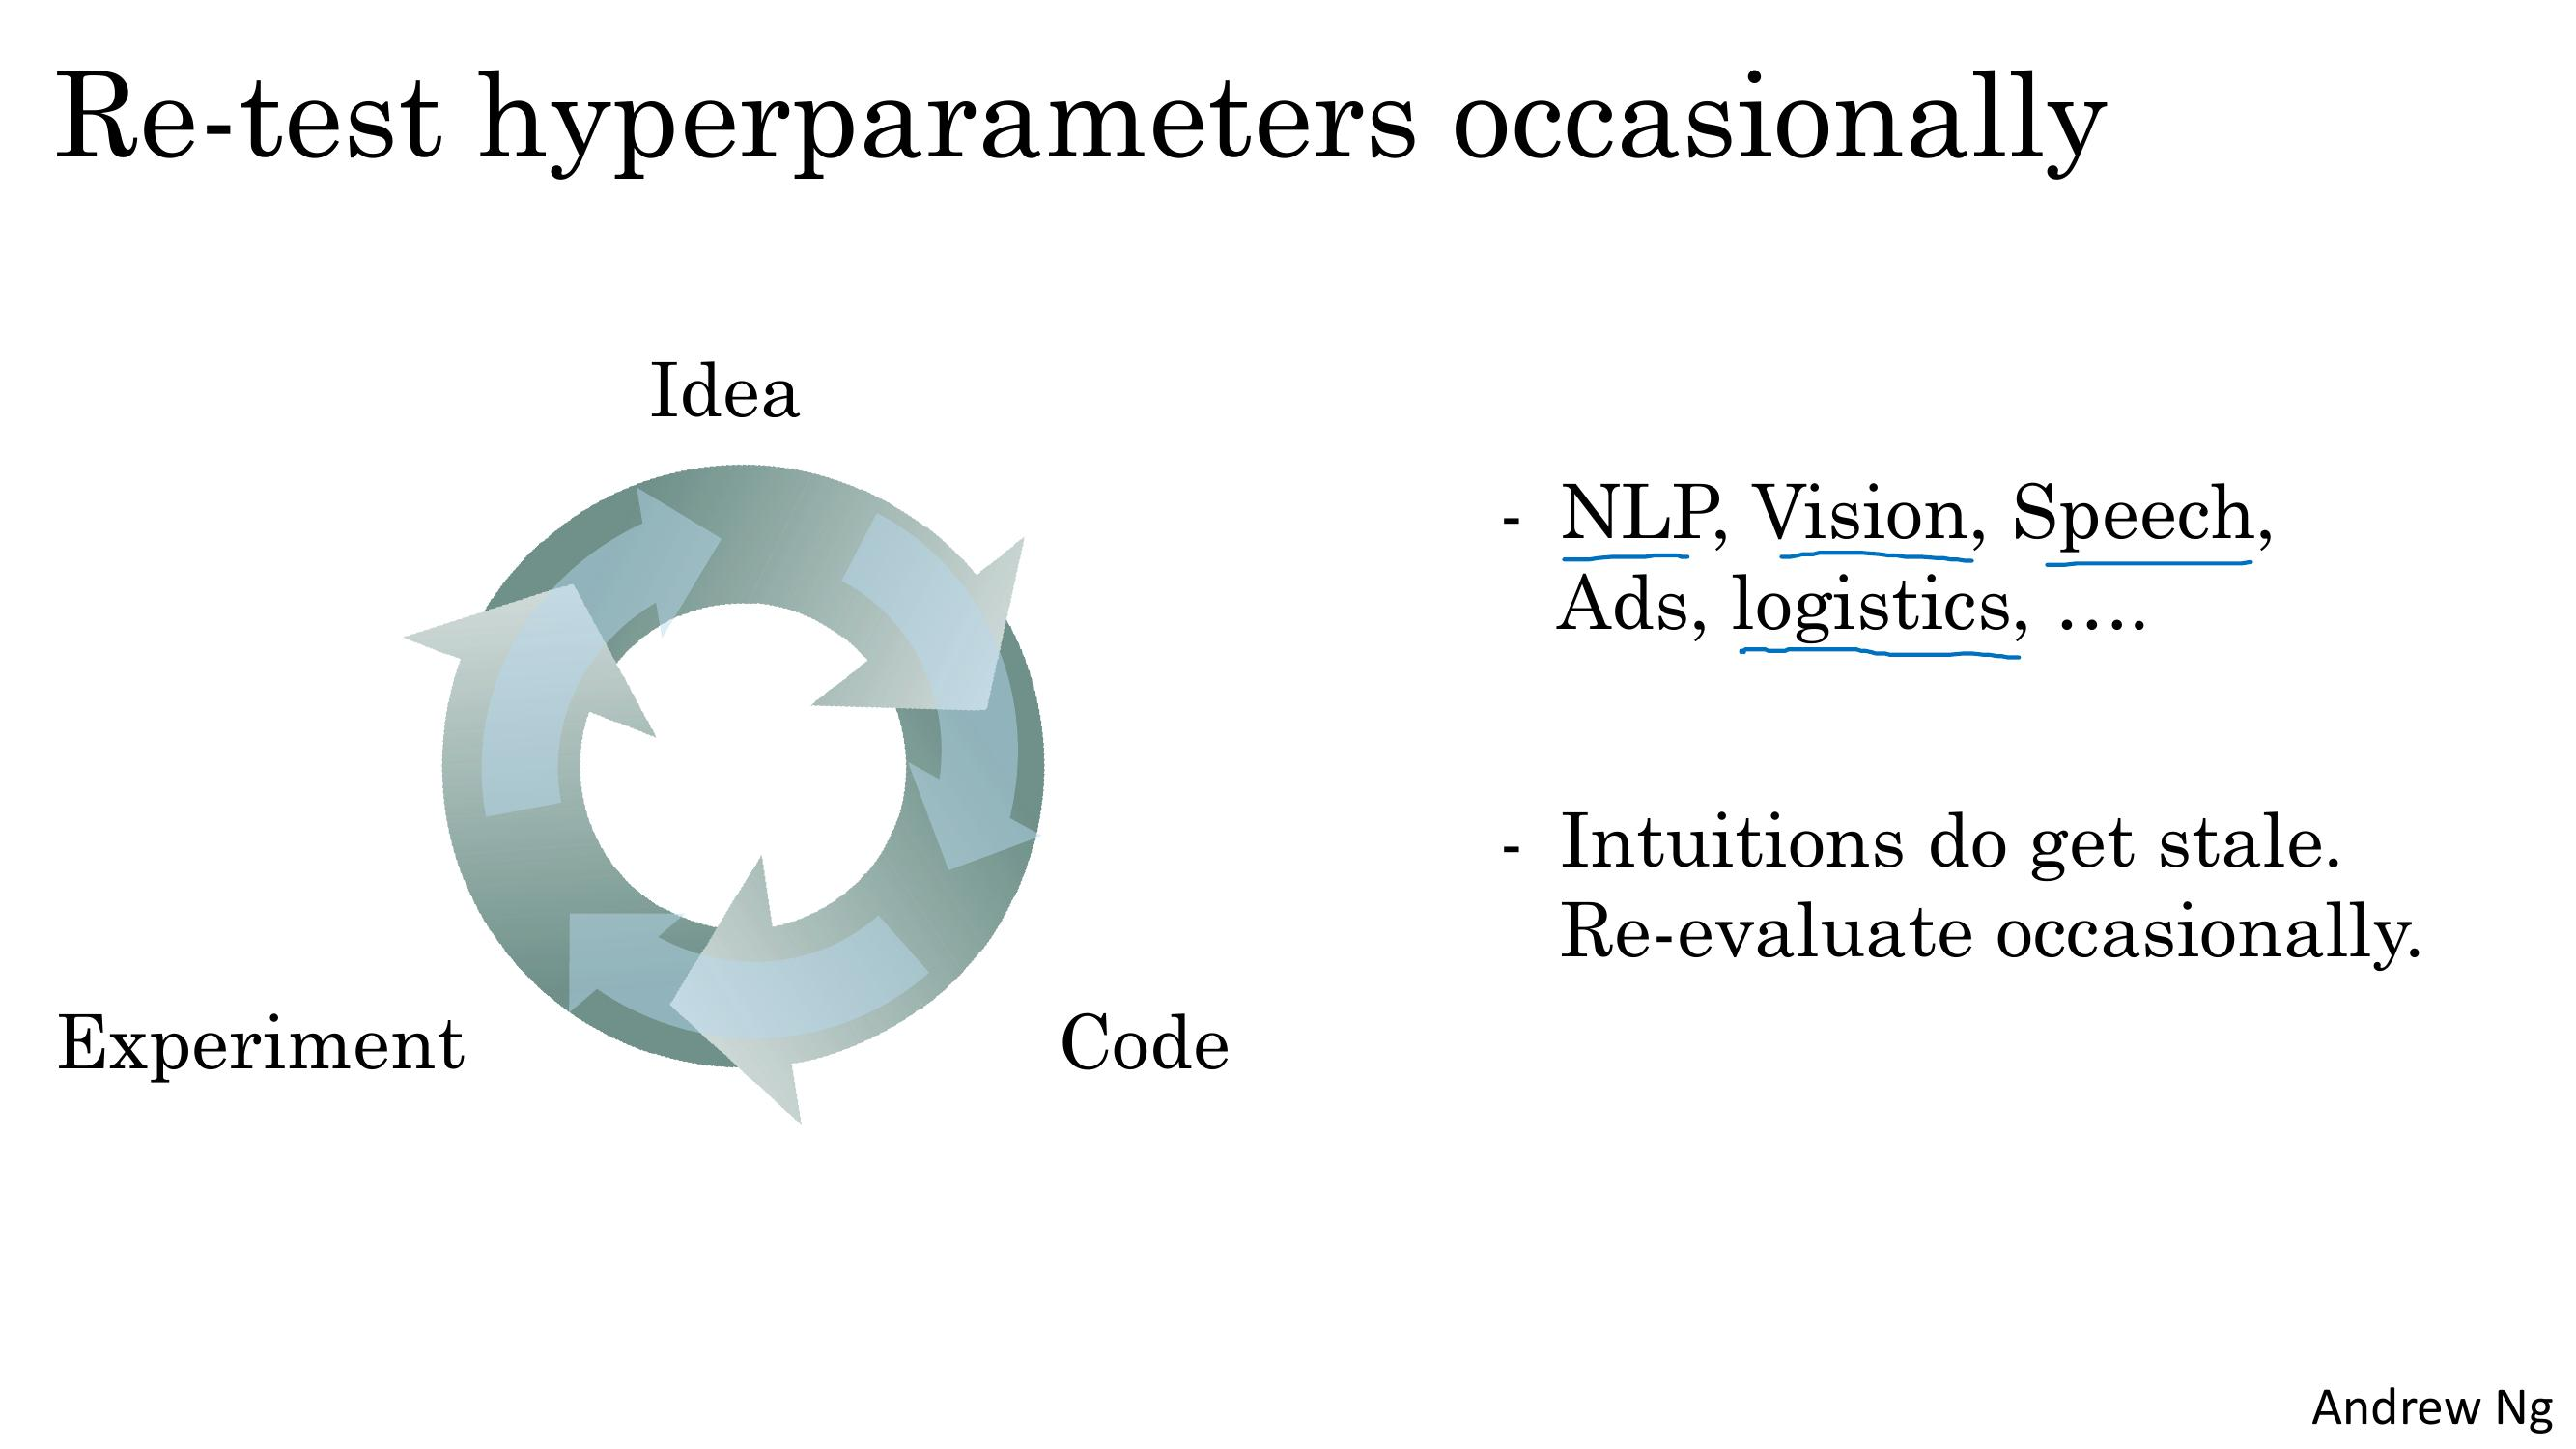 Re-test hyperparameters occasionally
Idea
Experiment
Code
- NLP, Vision, Speech,
Ads, logistics, ....
- Intuitions do get stale.
Re-evaluate occasionally.
Andrew Ng